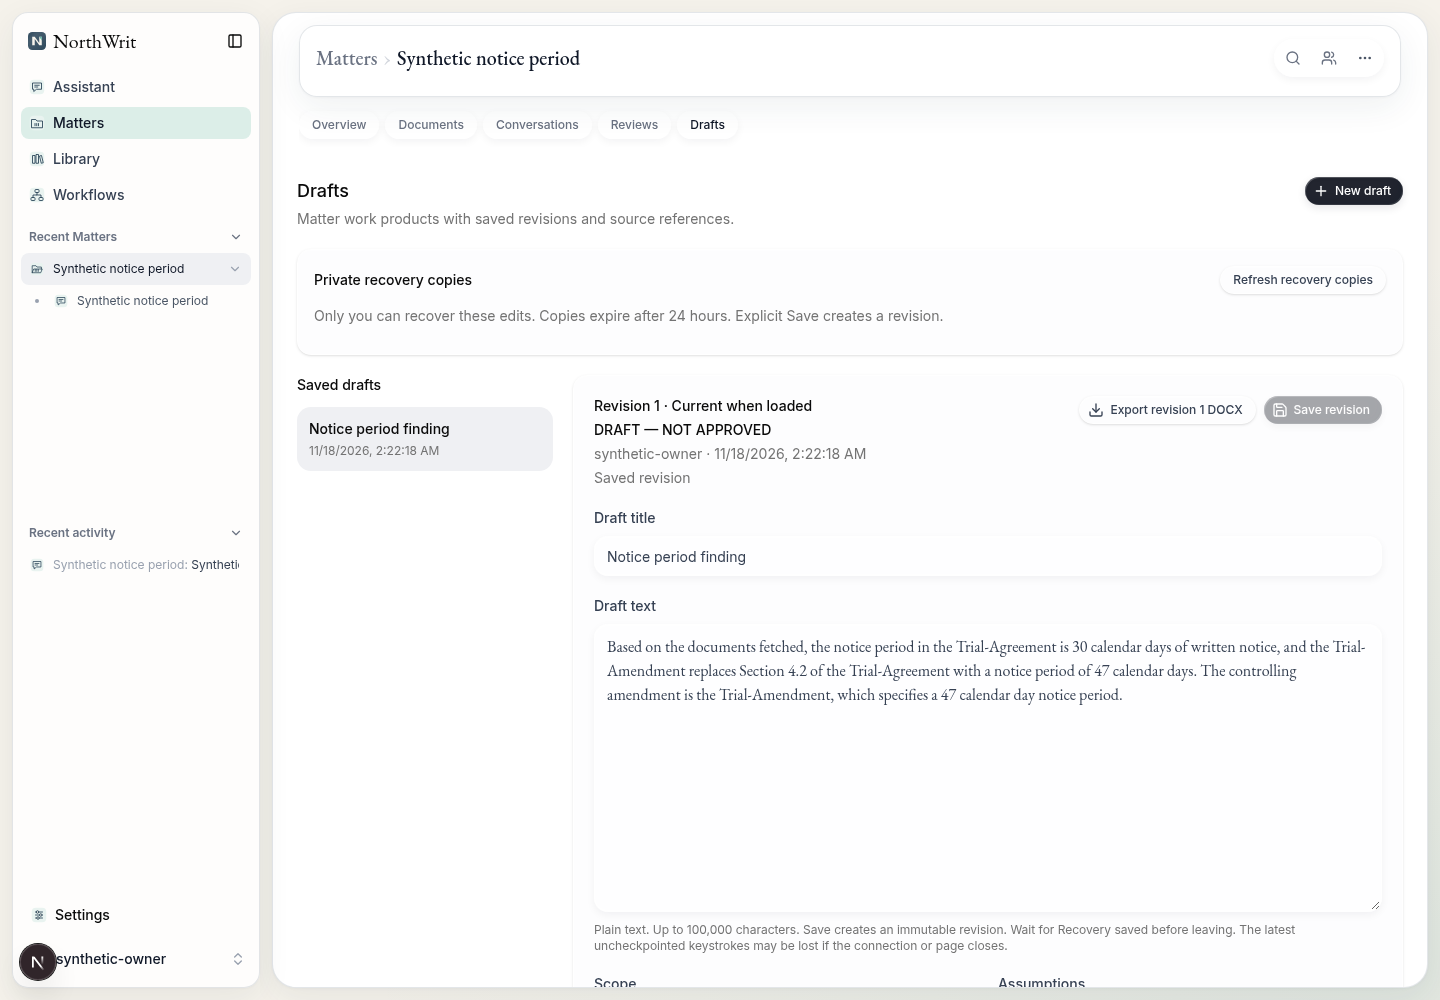 NorthWrit
Assistant
Matters
Library
Workflows
Recent Matters
Synthetic notice period
Synthetic notice period
Recent activity
Synthetic notice period: Syntheti
Settings
N
synthetic-owner
Matters › Synthetic notice period
Overview
Documents
Conversations
Reviews
Drafts
Drafts
New draft
Matter work products with saved revisions and source references.
Private recovery copies
Refresh recovery copies
Only you can recover these edits. Copies expire after 24 hours. Explicit Save creates a revision.
Saved drafts
Notice period finding
11/18/2026, 2:22:18 AM
Revision 1 · Current when loaded
Export revision 1 DOCX
Save revision
DRAFT — NOT APPROVED
synthetic-owner · 11/18/2026, 2:22:18 AM
Saved revision
Draft title
Notice period finding
Draft text
Based on the documents fetched, the notice period in the Trial-Agreement is 30 calendar days of written notice, and the Trial-
Amendment replaces Section 4.2 of the Trial-Agreement with a notice period of 47 calendar days. The controlling
amendment is the Trial-Amendment, which specifies a 47 calendar day notice period.
Plain text. Up to 100,000 characters. Save creates an immutable revision. Wait for Recovery saved before leaving. The latest
uncheckpointed keystrokes may be lost if the connection or page closes.
Scope
Assumptions